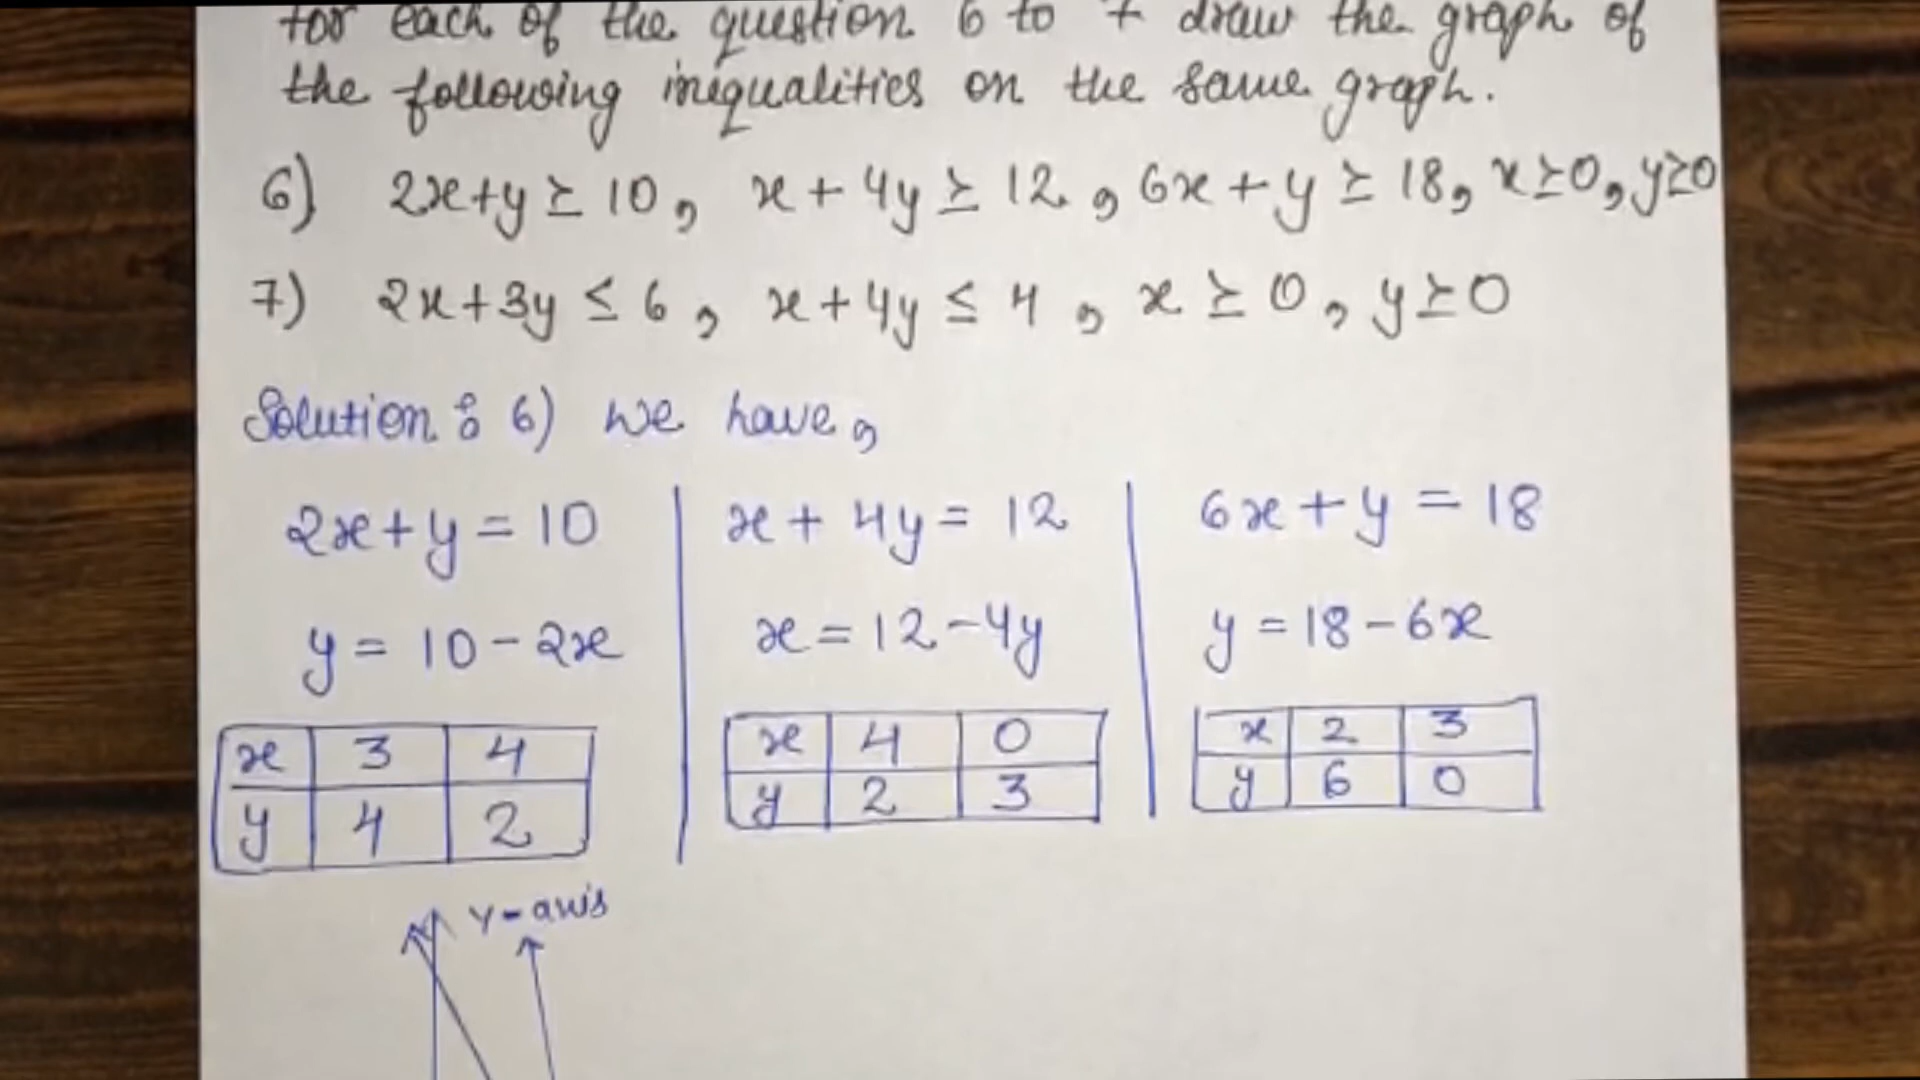 for each of the question 6 to 7 draw the graph of
the following inequalities on the same graph.
6) 2x+y ≥ 10, x + 4y ≥ 12, 6x + y ≥ 18, x≥0, y≥0
7) 2x+3y ≤ 6, x+4y ≤ 4, x ≥ 0, y≥0
Solution : 6) we have,
2x+y = 10 x + 4y = 12 6x + y = 18
y = 10 - 2x x = 12 - 4y y = 18 - 6x
x 3 4 x 4 0 x 2 3
y 4 2 y 2 3 y 6 0
Y-axis